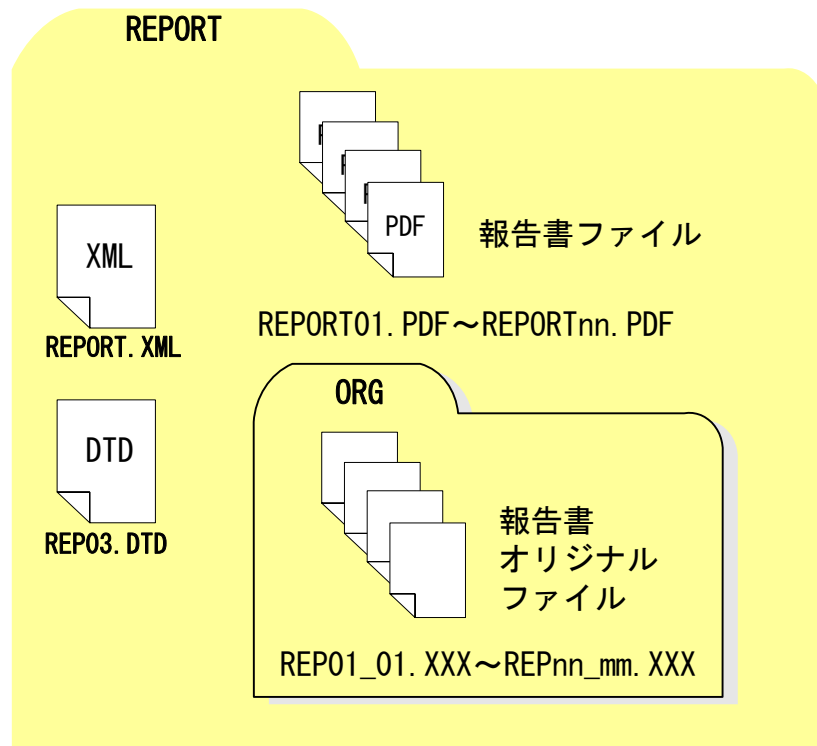 REPORT
PDF
報告書ファイル
XML
REPORT.XML
REPORT01.PDF～REPORTnn.PDF
ORG
DTD
REP03.DTD
報告書
オリジナル
ファイル
REP01_01.XXX～REPnn_mm.XXX